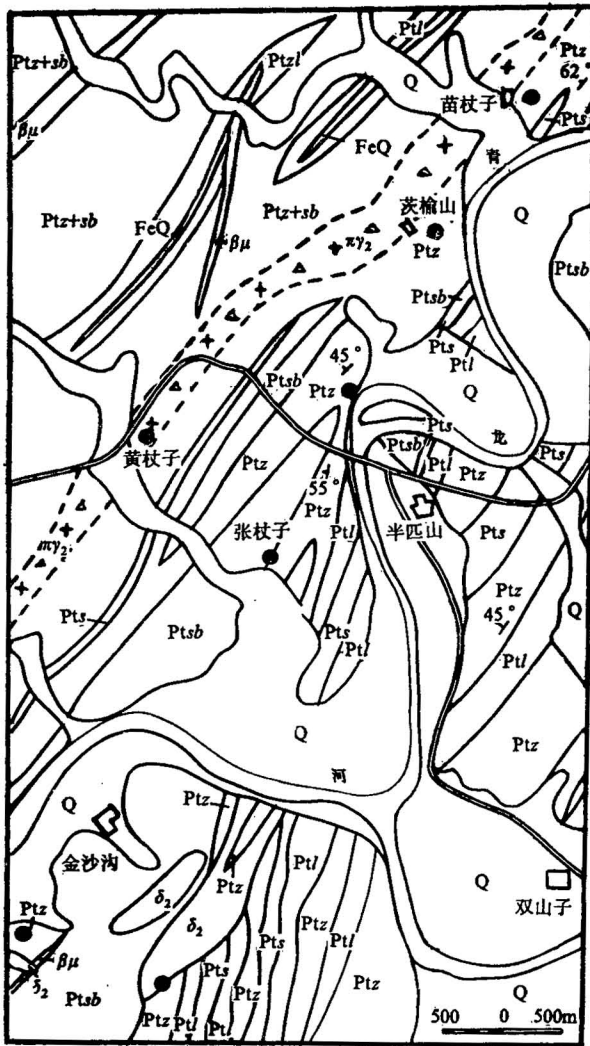 Ptl
Ptz
62°
Ptz+sb
Ptzl
Q
苗杖子
Pts
βμ
FeQ
青
茨榆山
Ptz
Q
Ptz+sb
Ptz+sb
πγ2
FeQ
βμ
Ptsb
Ptsb
Pts
Ptl
45°
Ptsb
Ptz
Q
Pts
龙
Ptsb
Ptl
Ptz
Pts
黄杖子
Ptz
55°
Ptz
半匹山
张杖子
Ptl
Pts
πγ2
Ptz
45°
Q
Pts
Ptsb
Pts
Ptl
Ptl
Ptz
Q
河
Ptz
Q
金沙沟
Ptz
Ptl
Q
δ2
双山子
Ptz
δ2
Ptz
Ptl
βμ
Pts
δ2
Pts
Ptz
Ptsb
Ptz
Ptl
Ptl
Q
500 0 500m